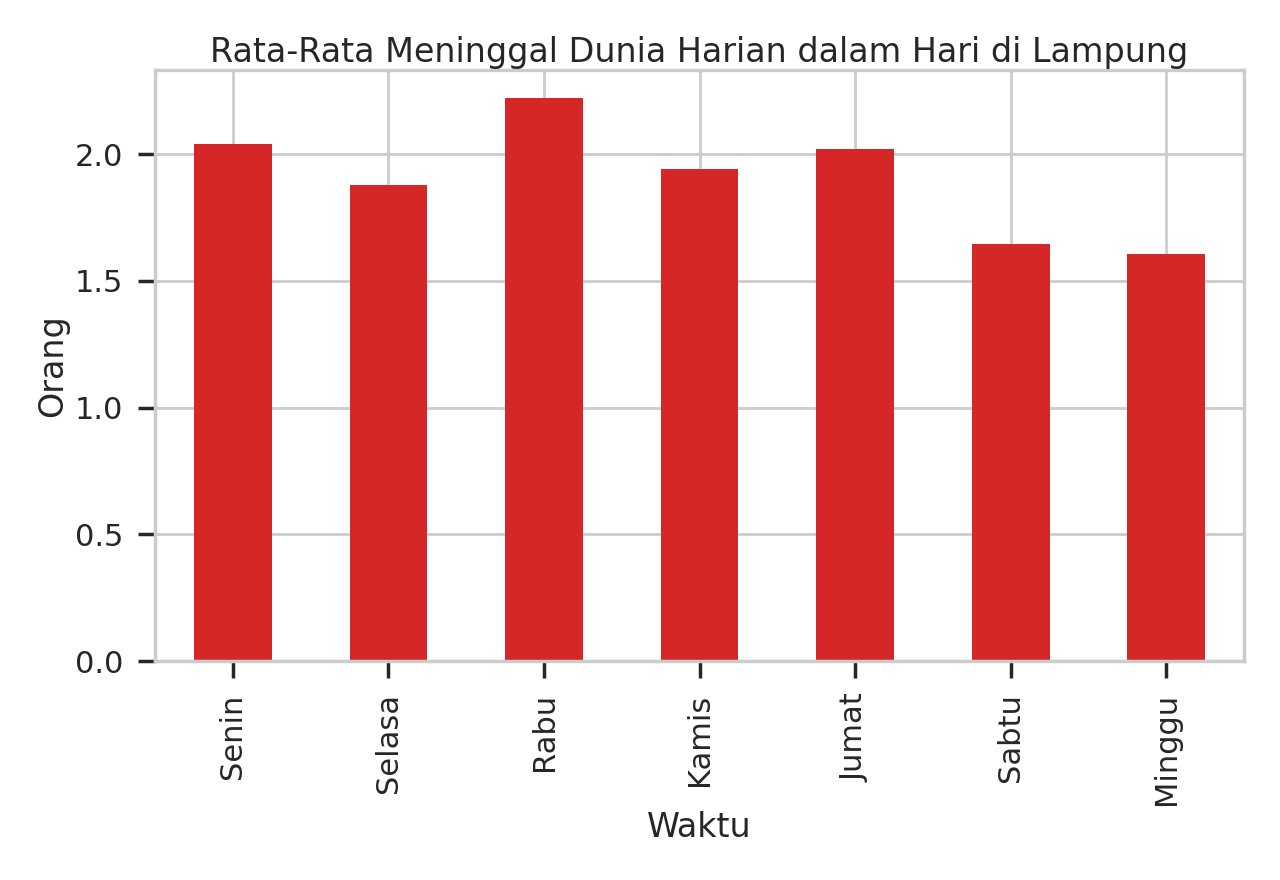 Rata-Rata Meninggal Dunia Harian dalam Hari di Lampung
Orang
2.0
1.5
1.0
0.5
0.0
Senin
Selasa
Rabu
Kamis
Jumat
Sabtu
Minggu
Waktu